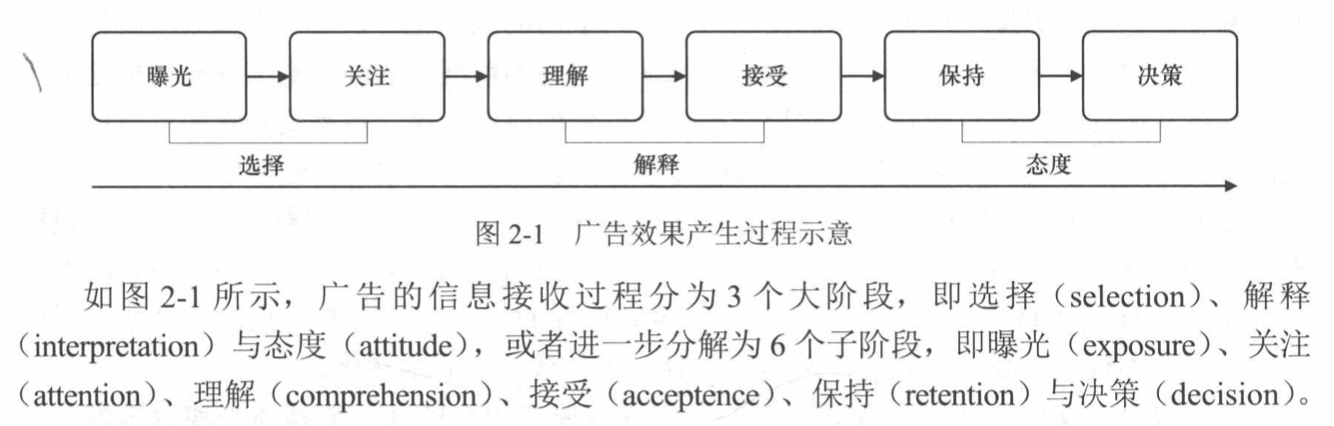 曝光 关注 理解 接受 保持 决策
选择 解释 态度
图 2-1 广告效果产生过程示意
如图 2-1 所示，广告的信息接收过程分为 3 个大阶段，即选择（selection）、解释
（interpretation）与态度（attitude），或者进一步分解为 6 个子阶段，即曝光（exposure）、关注
（attention）、理解（comprehension）、接受（acceptence）、保持（retention）与决策（decision）。